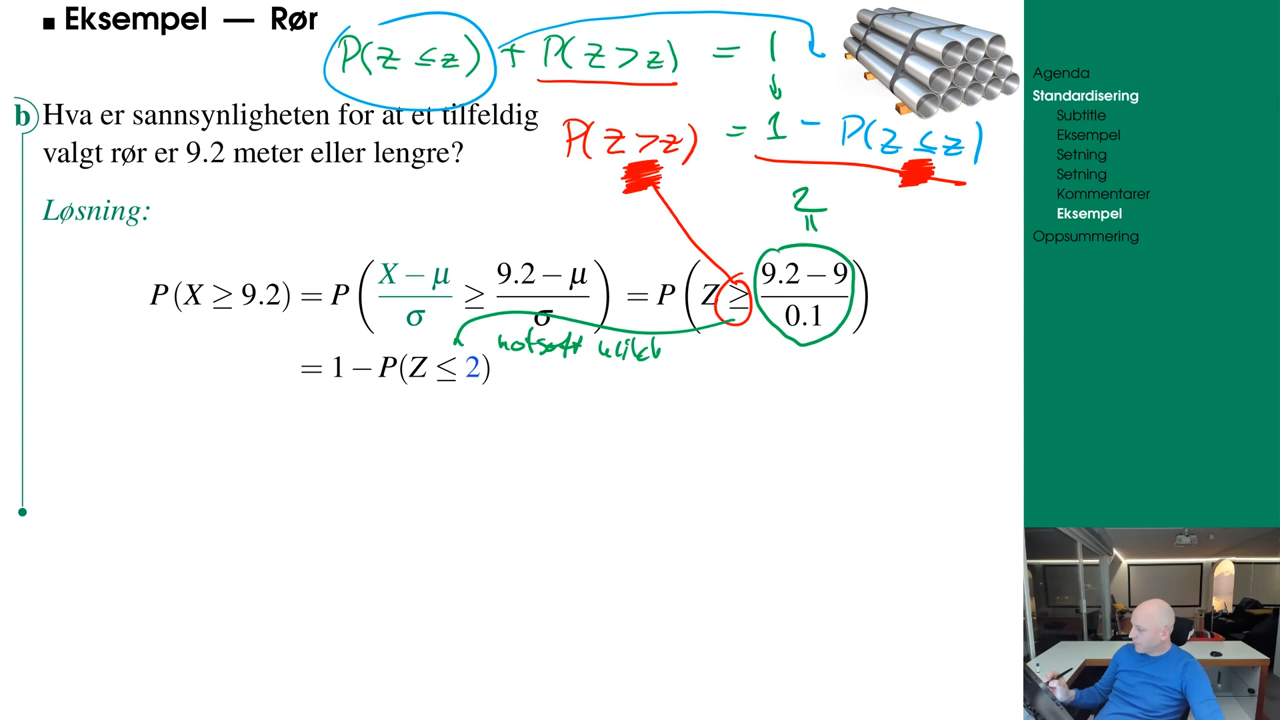 ▪ Eksempel — Rør
P(Z ≤ z) + P(Z > z) = 1
P(Z > z) = 1 − P(Z ≤ z)
b Hva er sannsynligheten for at et tilfeldig
valgt rør er 9.2 meter eller lengre?
Løsning:
2
P(X ≥ 9.2) = P((X − μ)/σ ≥ (9.2 − μ)/σ) = P(Z ≥ (9.2 − 9)/0.1)
= 1 − P(Z ≤ 2)
Agenda
Standardisering
Subtitle
Eksempel
Setning
Setning
Kommentarer
Eksempel
Oppsummering